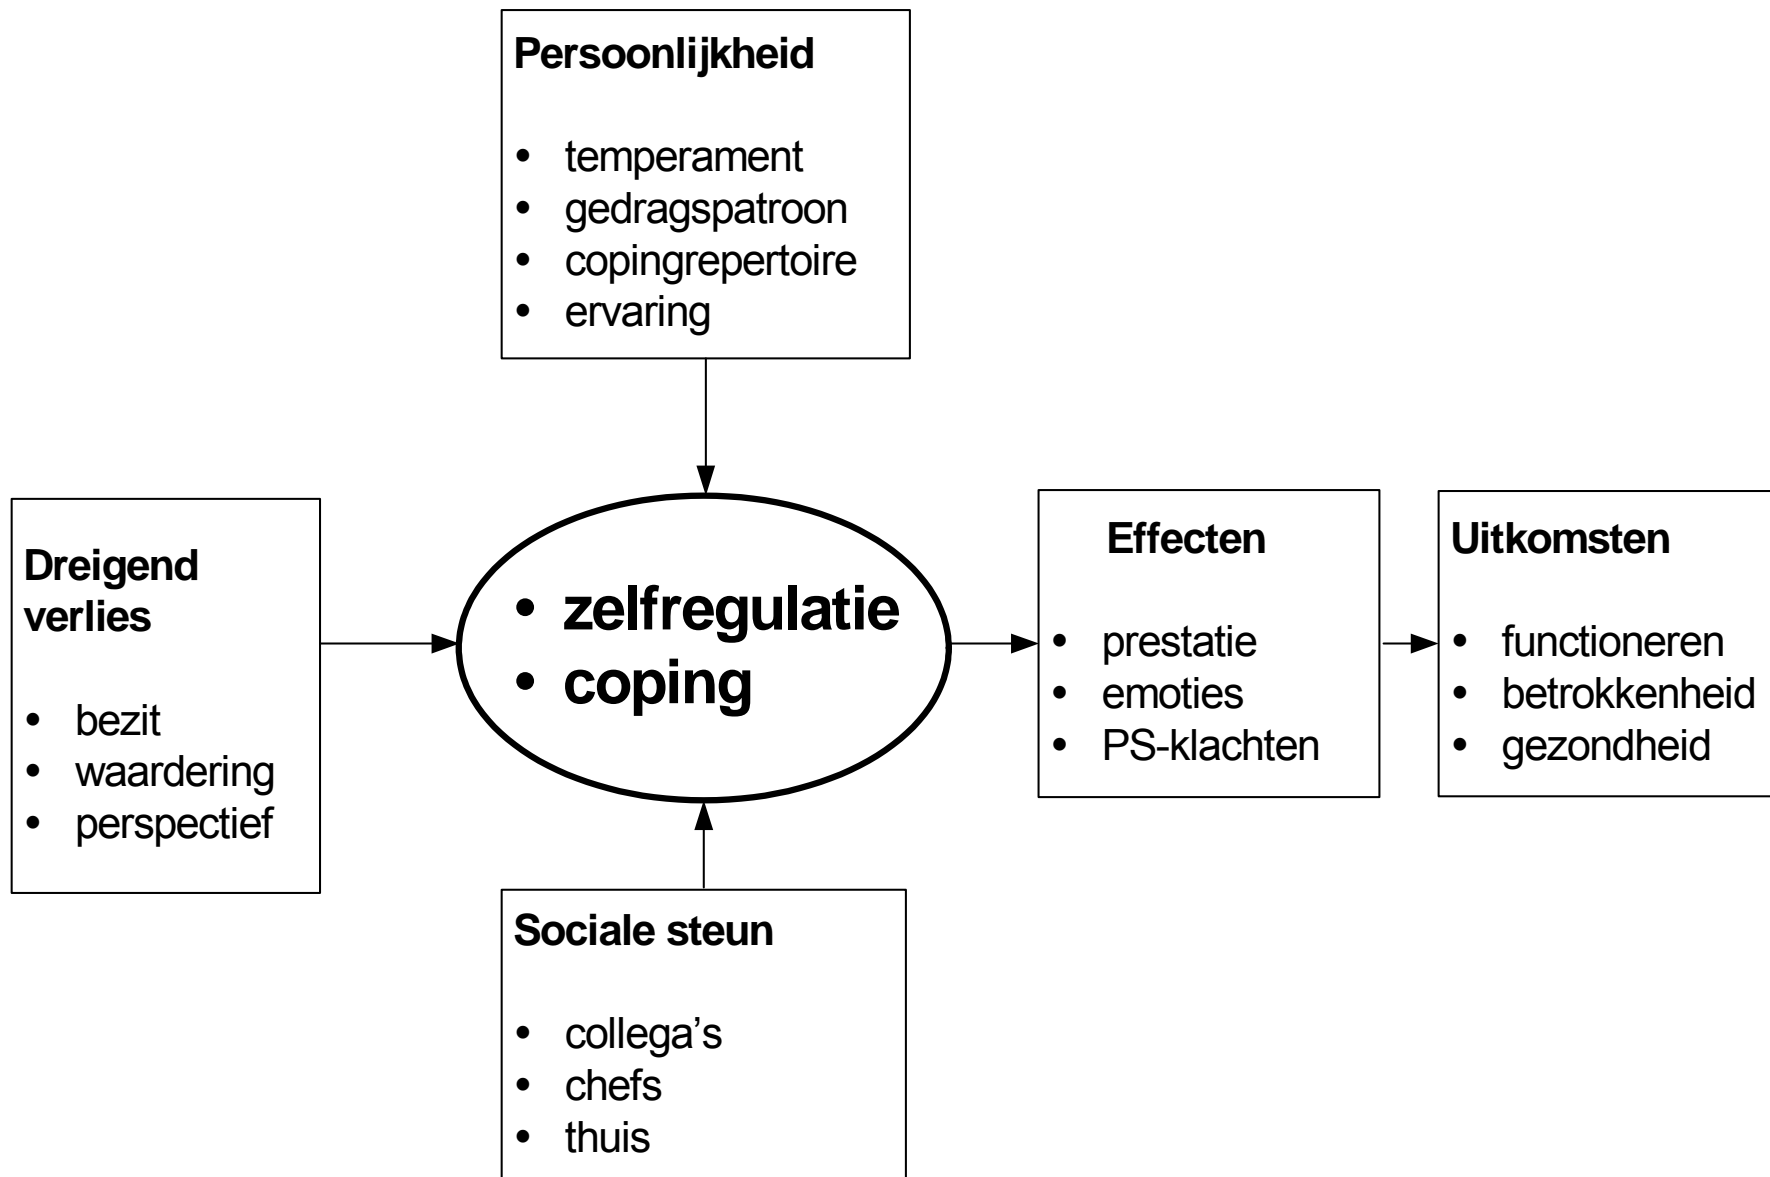 Persoonlijkheid
• temperament
• gedragspatroon
• copingrepertoire
• ervaring
Dreigend
verlies
• bezit
• waardering
• perspectief
• zelfregulatie
• coping
Effecten
• prestatie
• emoties
• PS-klachten
Uitkomsten
• functioneren
• betrokkenheid
• gezondheid
Sociale steun
• collega’s
• chefs
• thuis